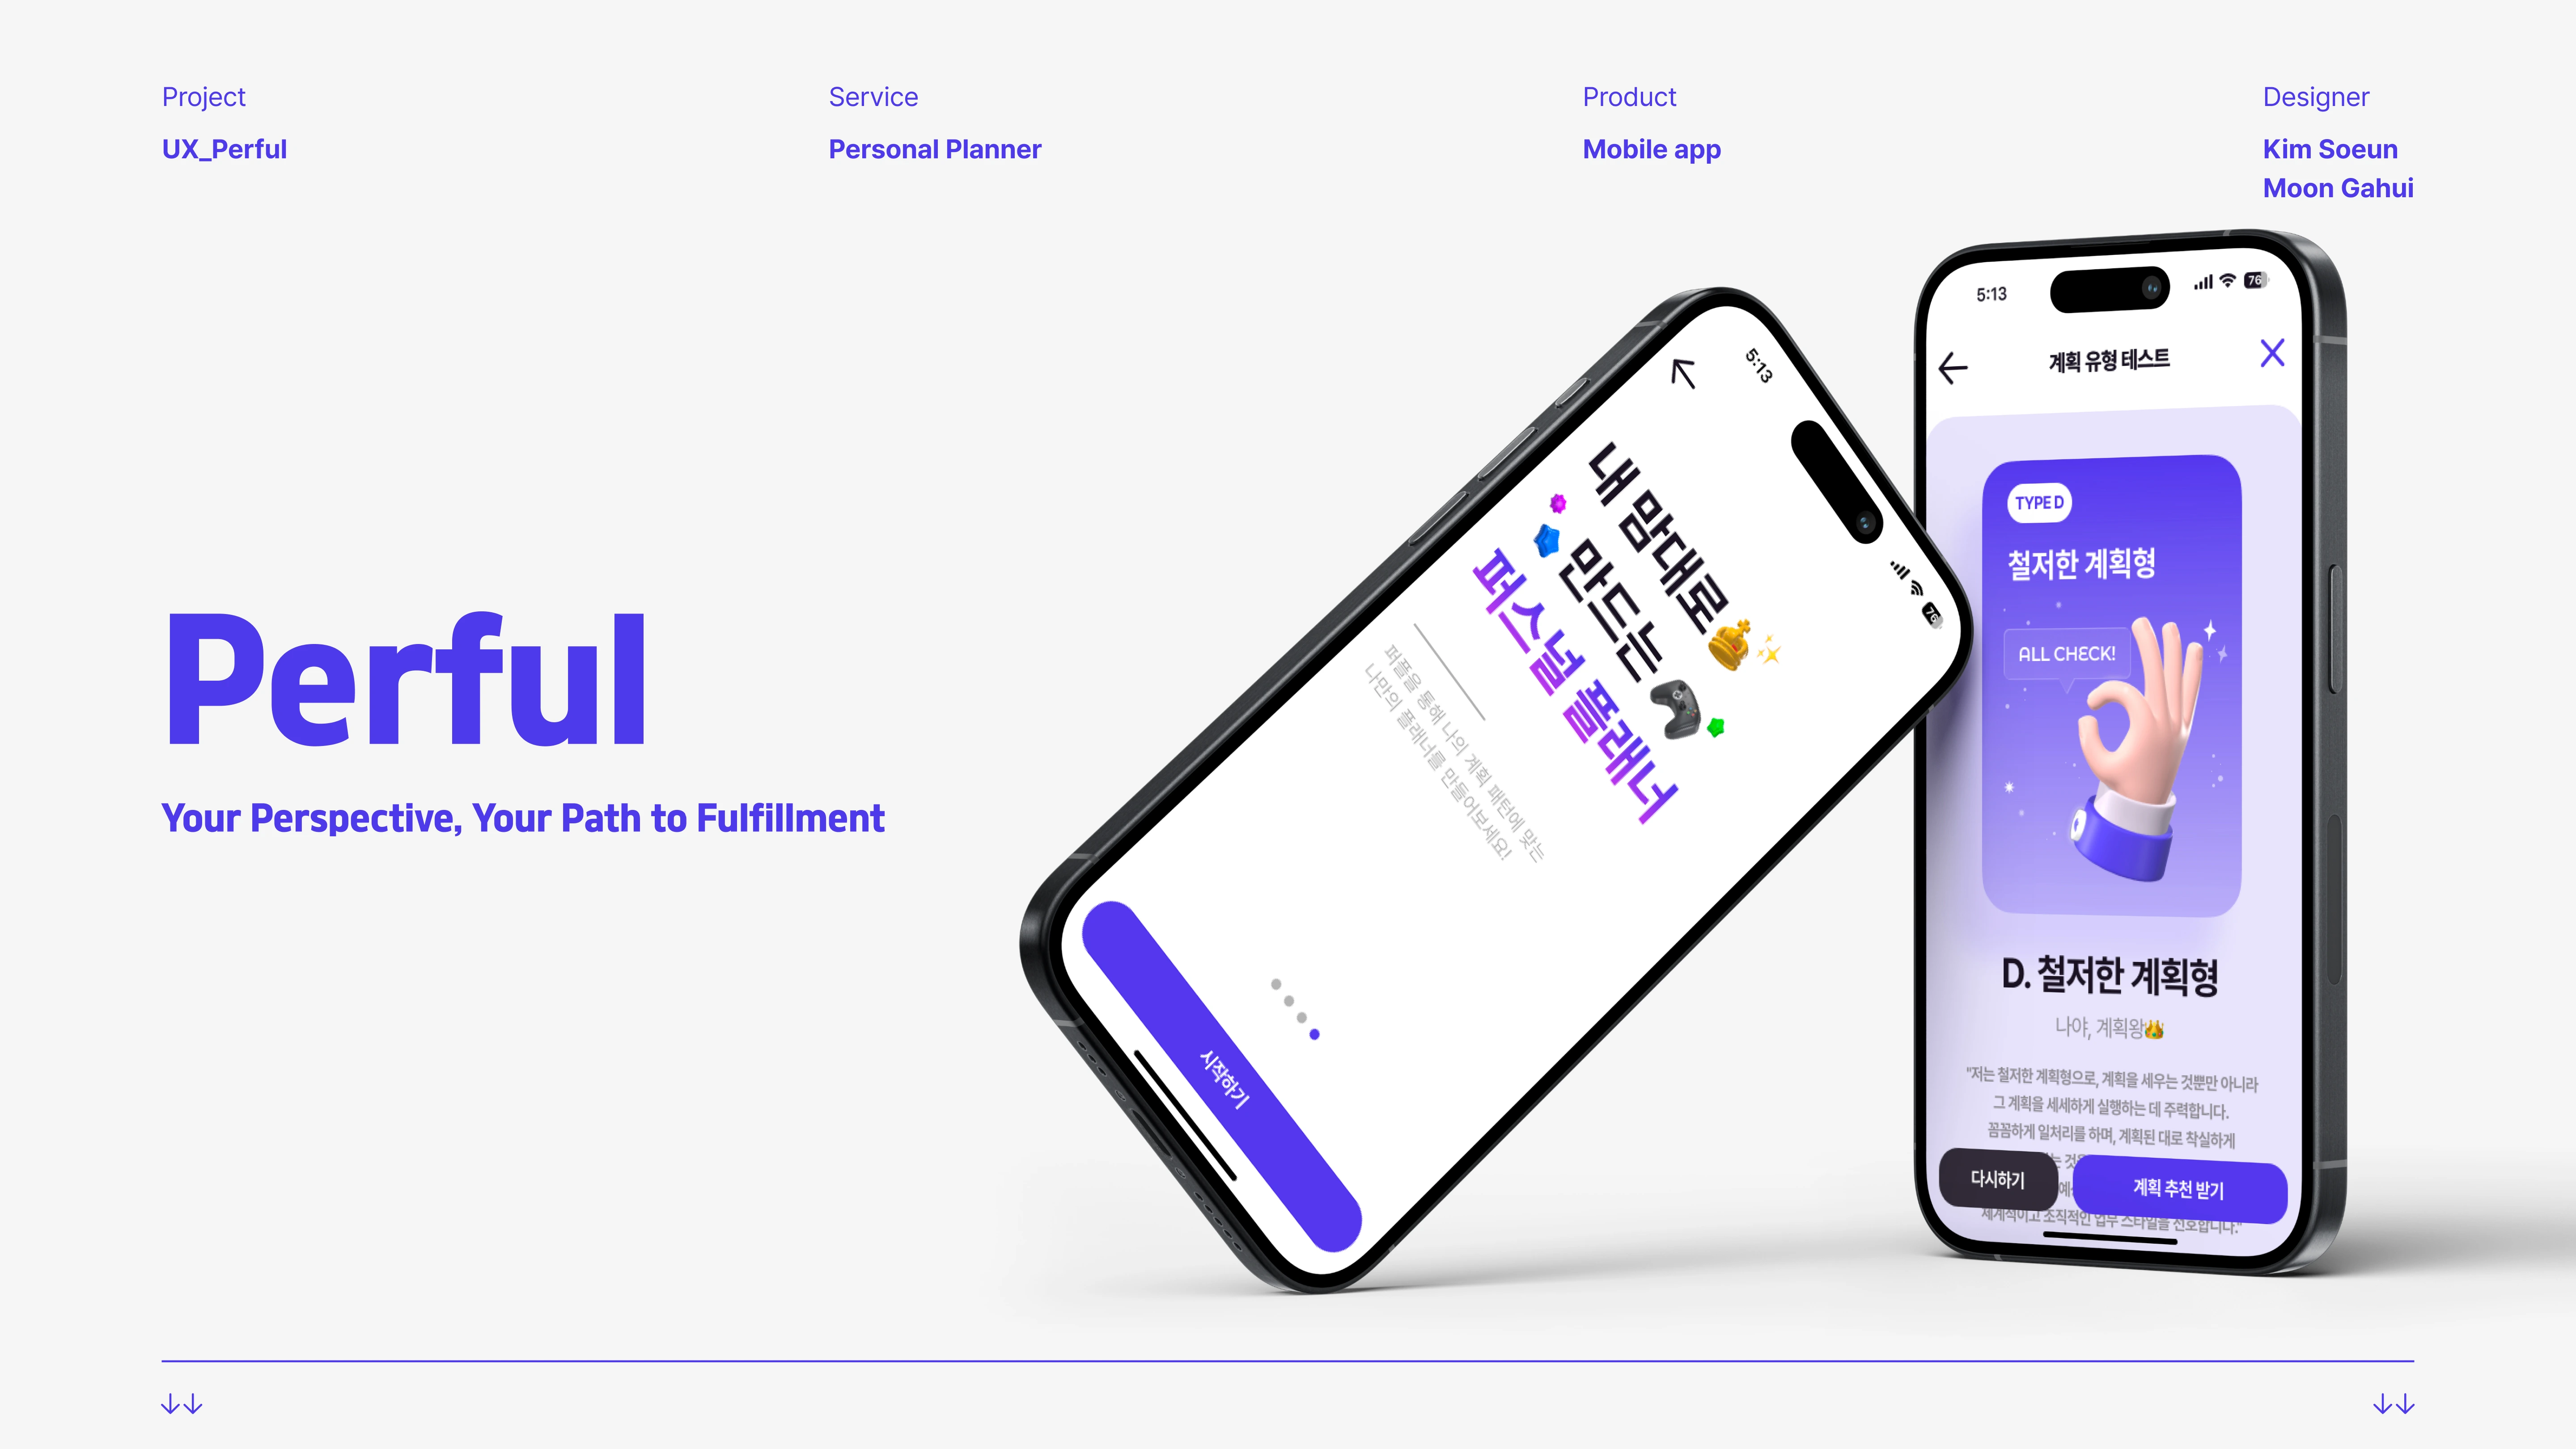 Project
UX_Perful
Service
Personal Planner
Product
Mobile app
Designer
Kim Soeun
Moon Gahui
Perful
Your Perspective, Your Path to Fulfillment
5:13
76
내 맘대로
만드는
퍼스널 플래너
퍼플을 통해 나의 계획 패턴에 맞는
나만의 플래너를 만들어보세요!
시작하기
5:13
76
계획 유형 테스트
TYPE D
철저한 계획형
ALL CHECK!
D. 철저한 계획형
나야, 계획왕
"저는 철저한 계획형으로, 계획을 세우는 것뿐만 아니라
그 계획을 세세하게 실행하는 데 주력합니다.
꼼꼼하게 일처리를 하며, 계획된 대로 착실하게
다시하기
계획 추천 받기
체계적이고 조직적인 업무 스타일을 선호합니다."